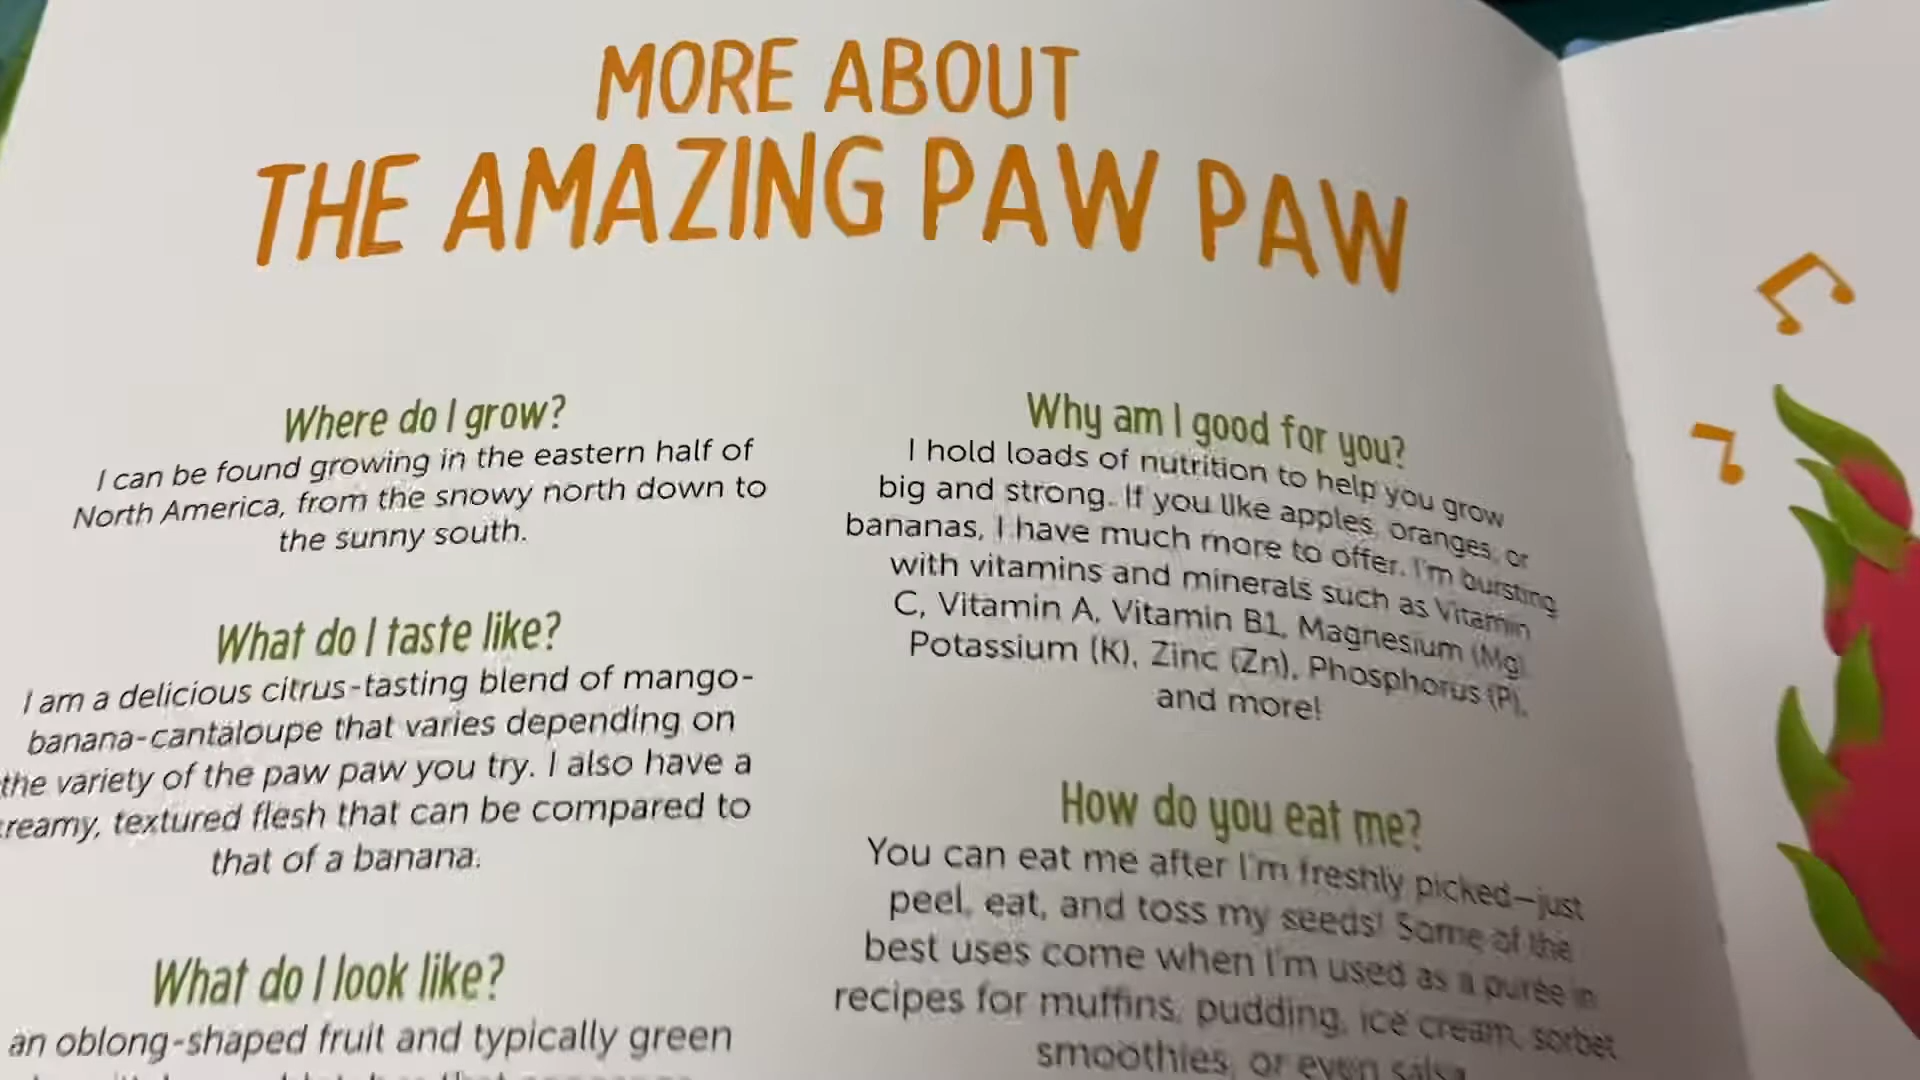 MORE ABOUT
THE AMAZING PAW PAW
Where do I grow?
I can be found growing in the eastern half of
North America, from the snowy north down to
the sunny south.
What do I taste like?
I am a delicious citrus-tasting blend of mango-
banana-cantaloupe that varies depending on
the variety of the paw paw you try. I also have a
reamy, textured flesh that can be compared to
that of a banana.
What do I look like?
an oblong-shaped fruit and typically green
Why am I good for you?
I hold loads of nutrition to help you grow
big and strong. If you like apples, oranges, or
bananas, I have much more to offer. I'm bursting
with vitamins and minerals such as Vitamin
C, Vitamin A, Vitamin B1, Magnesium (Mg)
Potassium (K), Zinc (Zn), Phosphorus (P),
and more!
How do you eat me?
You can eat me after I'm freshly picked—just
peel, eat, and toss my seeds! Some of the
best uses come when I'm used as a purée in
recipes for muffins, pudding, ice cream, sorbet
smoothies, or even salsa